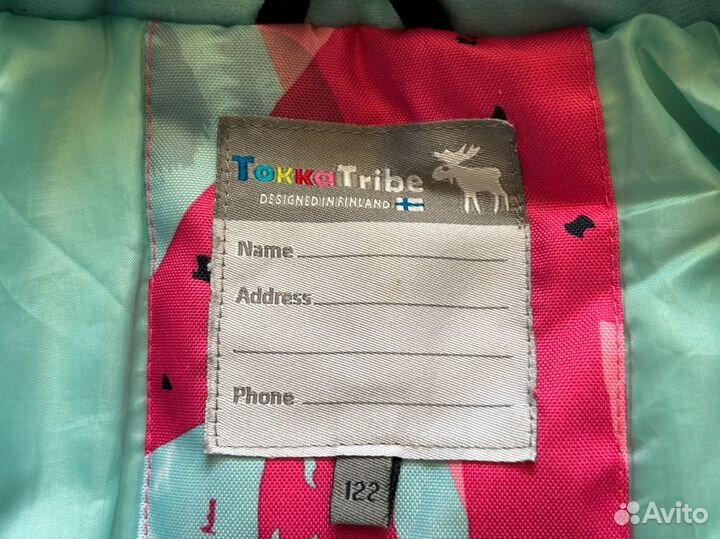 TokkaTribe
DESIGNED IN FINLAND
Name
Address
Phone
122
Avito